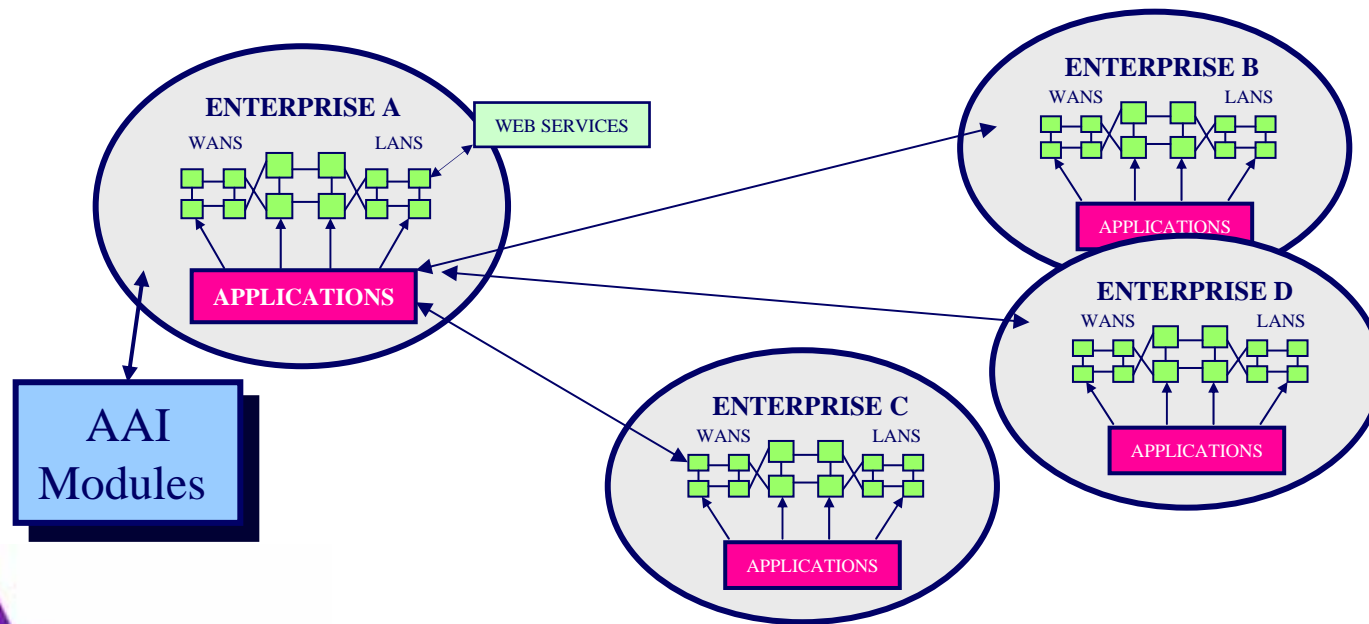 ENTERPRISE A
WANS
LANS
WEB SERVICES
APPLICATIONS
AAI
Modules
ENTERPRISE B
WANS
LANS
APPLICATIONS
ENTERPRISE D
WANS
LANS
APPLICATIONS
ENTERPRISE C
WANS
LANS
APPLICATIONS